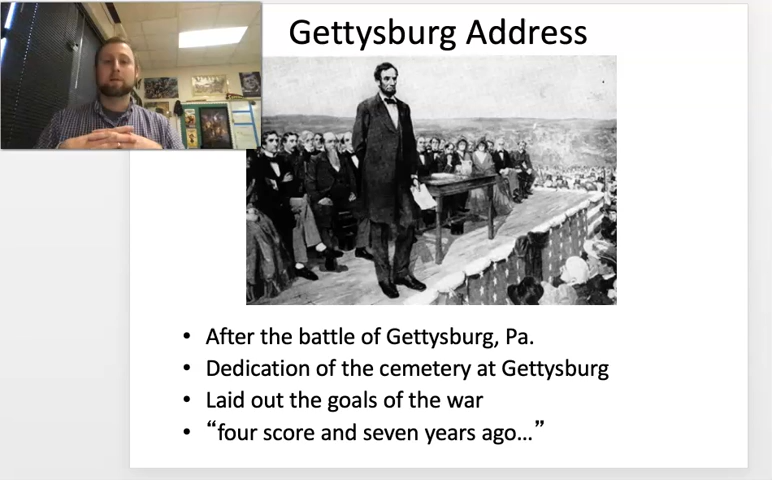 Gettysburg Address
• After the battle of Gettysburg, Pa.
• Dedication of the cemetery at Gettysburg
• Laid out the goals of the war
• “four score and seven years ago...”